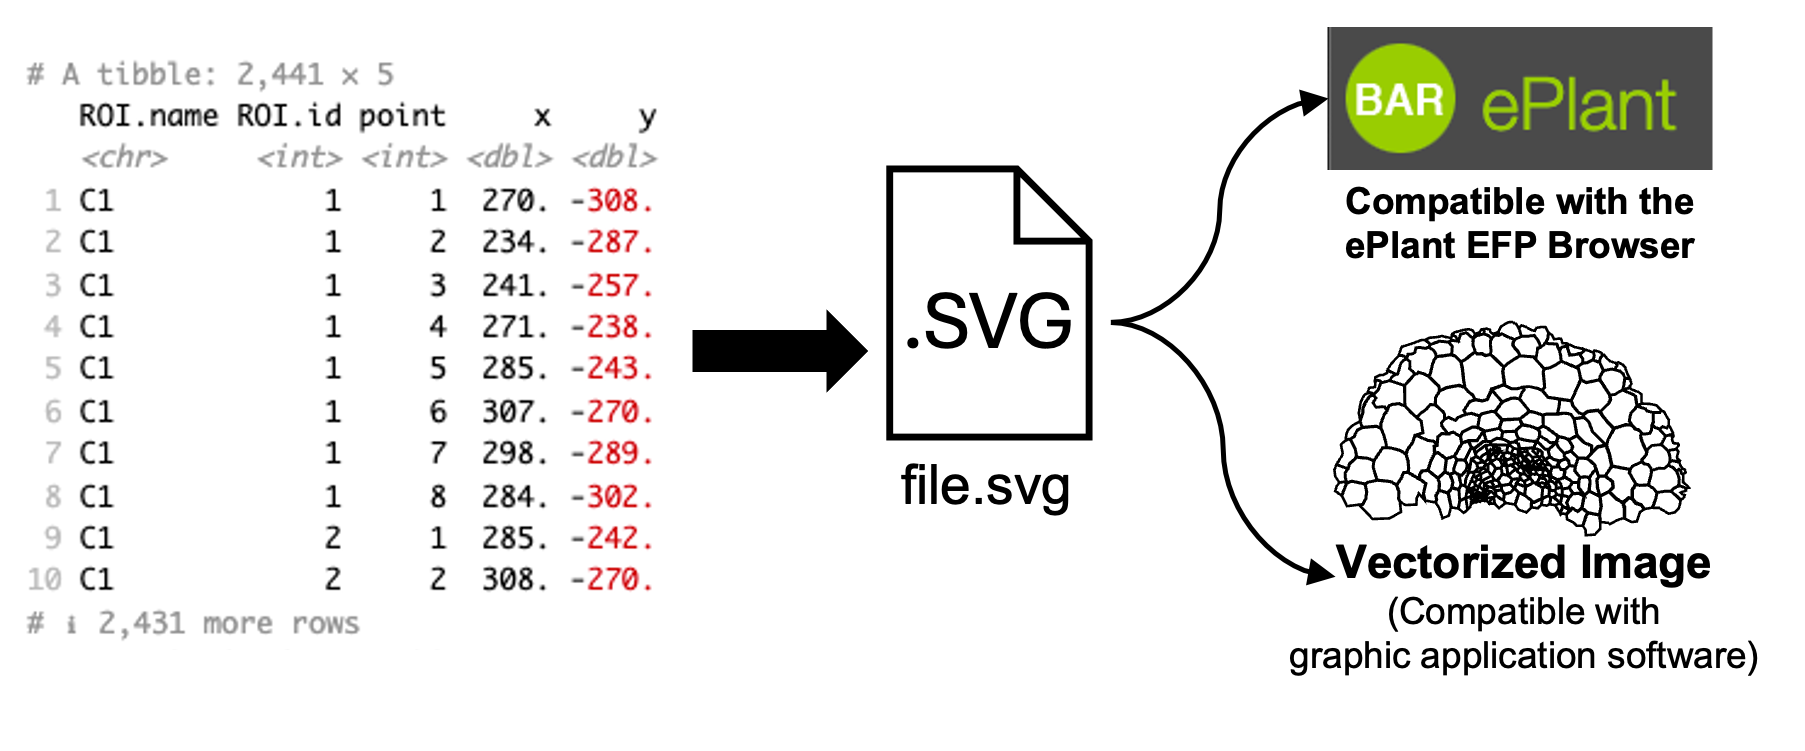 # A tibble: 2,441 × 5
ROI.name ROI.id point x y
<chr> <int> <int> <dbl> <dbl>
1 C1 1 1 270. -308.
2 C1 1 2 234. -287.
3 C1 1 3 241. -257.
4 C1 1 4 271. -238.
5 C1 1 5 285. -243.
6 C1 1 6 307. -270.
7 C1 1 7 298. -289.
8 C1 1 8 284. -302.
9 C1 2 1 285. -242.
10 C1 2 2 308. -270.
# ℹ 2,431 more rows
.SVG
file.svg
BAR ePlant
Compatible with the
ePlant EFP Browser
Vectorized Image
(Compatible with
graphic application software)